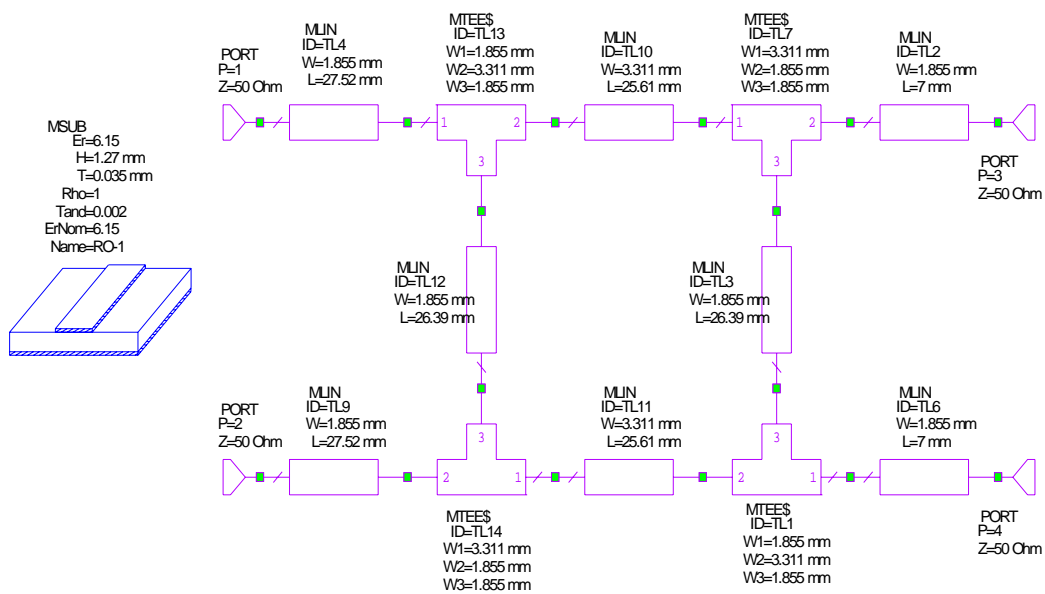 MLIN
ID=TL4
W=1.855 mm
L=27.52 mm
MTEE$
ID=TL13
W1=1.855 mm
W2=3.311 mm
W3=1.855 mm
MLIN
ID=TL10
W=3.311 mm
L=25.61 mm
MTEE$
ID=TL7
W1=3.311 mm
W2=1.855 mm
W3=1.855 mm
MLIN
ID=TL2
W=1.855 mm
L=7 mm
PORT
P=1
Z=50 Ohm
1
2
3
1
2
3
PORT
P=3
Z=50 Ohm
MSUB
Er=6.15
H=1.27 mm
T=0.035 mm
Rho=1
Tand=0.002
ErNom=6.15
Name=RO-1
MLIN
ID=TL12
W=1.855 mm
L=26.39 mm
MLIN
ID=TL3
W=1.855 mm
L=26.39 mm
PORT
P=2
Z=50 Ohm
MLIN
ID=TL9
W=1.855 mm
L=27.52 mm
3
2
1
MLIN
ID=TL11
W=3.311 mm
L=25.61 mm
3
2
1
MLIN
ID=TL6
W=1.855 mm
L=7 mm
MTEE$
ID=TL14
W1=3.311 mm
W2=1.855 mm
W3=1.855 mm
MTEE$
ID=TL1
W1=1.855 mm
W2=3.311 mm
W3=1.855 mm
PORT
P=4
Z=50 Ohm